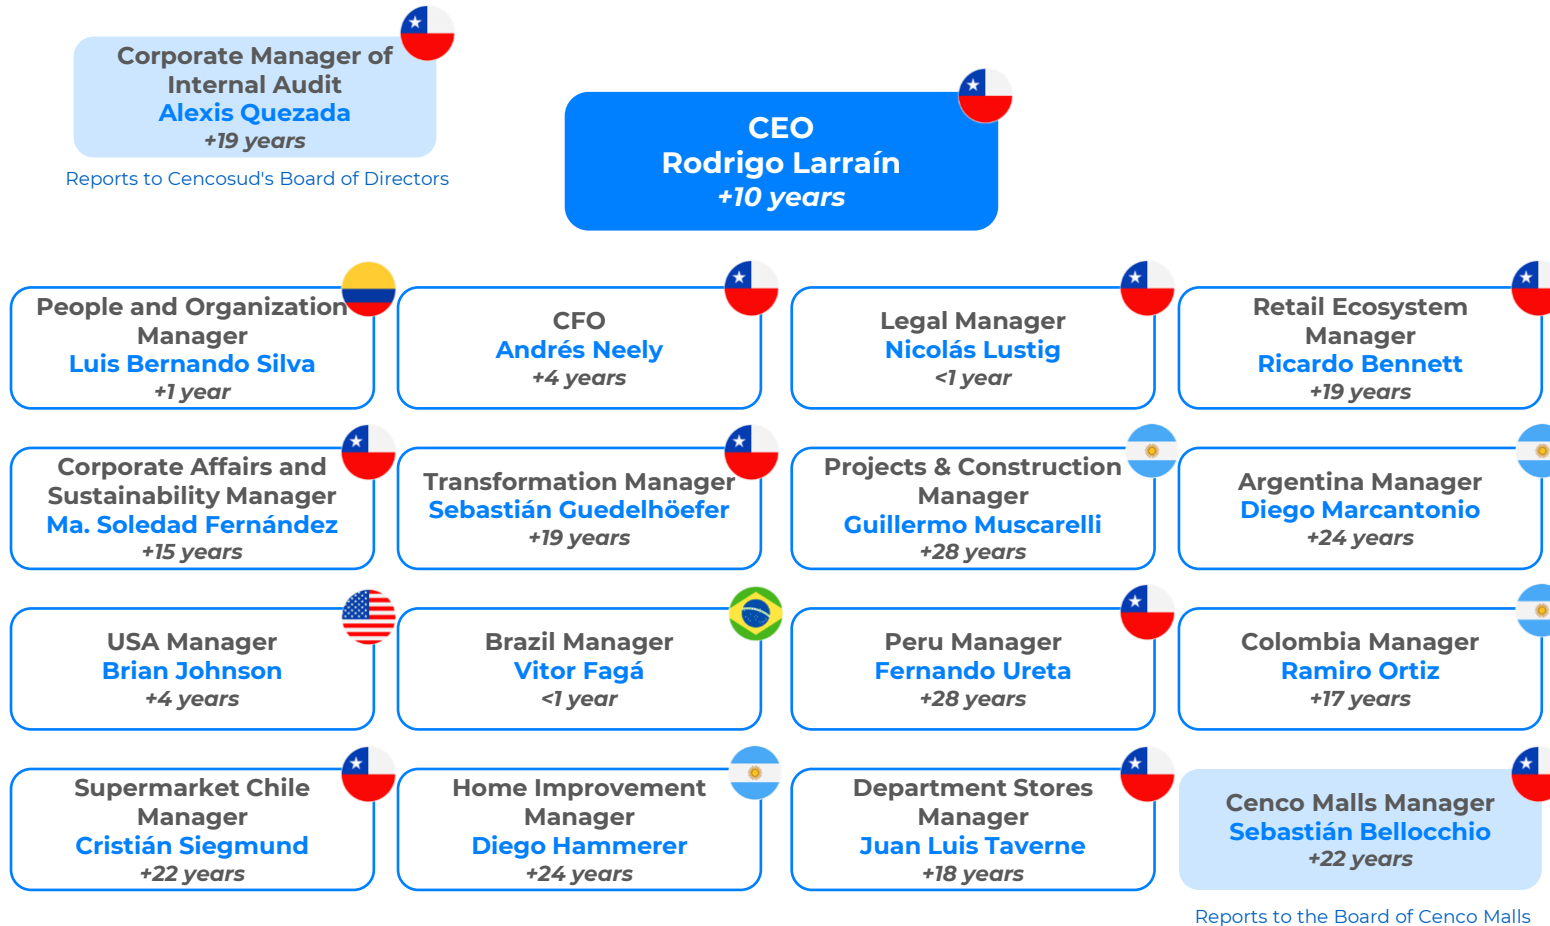 Corporate Manager of
Internal Audit
Alexis Quezada
+19 years
Reports to Cencosud's Board of Directors
CEO
Rodrigo Larraín
+10 years
People and Organization
Manager
Luis Bernando Silva
+1 year
CFO
Andrés Neely
+4 years
Legal Manager
Nicolás Lustig
<1 year
Retail Ecosystem
Manager
Ricardo Bennett
+19 years
Corporate Affairs and
Sustainability Manager
Ma. Soledad Fernández
+15 years
Transformation Manager
Sebastián Guedelhöefer
+19 years
Projects & Construction
Manager
Guillermo Muscarelli
+28 years
Argentina Manager
Diego Marcantonio
+24 years
USA Manager
Brian Johnson
+4 years
Brazil Manager
Vitor Fagá
<1 year
Peru Manager
Fernando Ureta
+28 years
Colombia Manager
Ramiro Ortiz
+17 years
Supermarket Chile
Manager
Cristián Siegmund
+22 years
Home Improvement
Manager
Diego Hammerer
+24 years
Department Stores
Manager
Juan Luis Taverne
+18 years
Cenco Malls Manager
Sebastián Bellocchio
+22 years
Reports to the Board of Cenco Malls